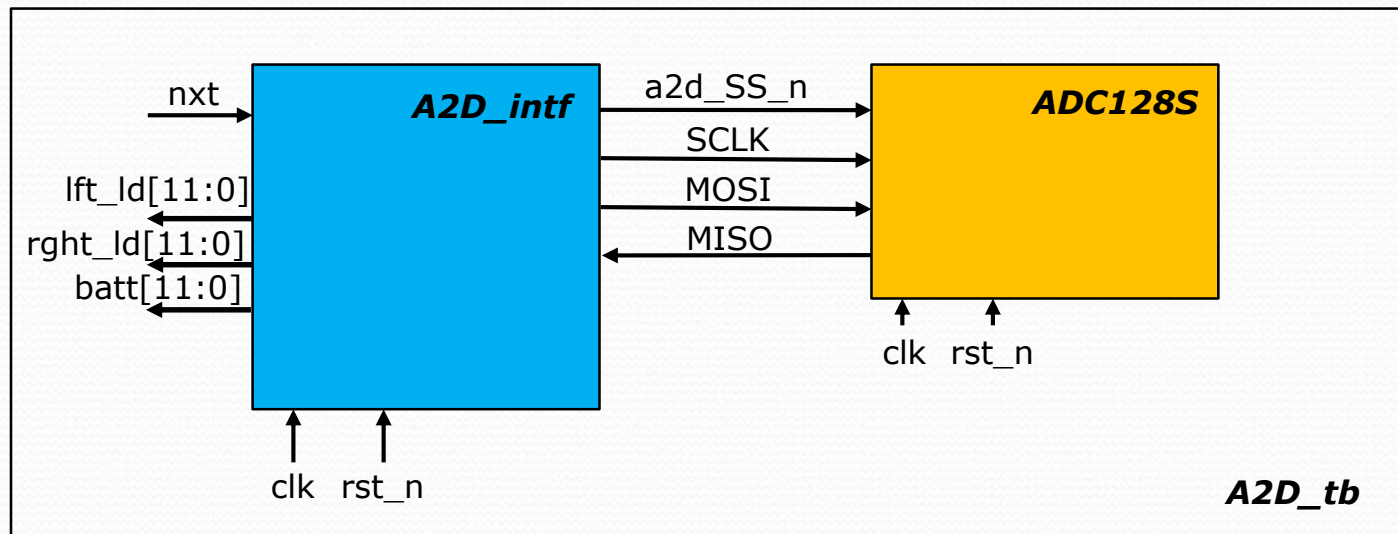 nxt
A2D_intf
a2d_SS_n
ADC128S
SCLK
lft_ld[11:0]
MOSI
rght_ld[11:0]
MISO
batt[11:0]
clk rst_n
clk rst_n
A2D_tb